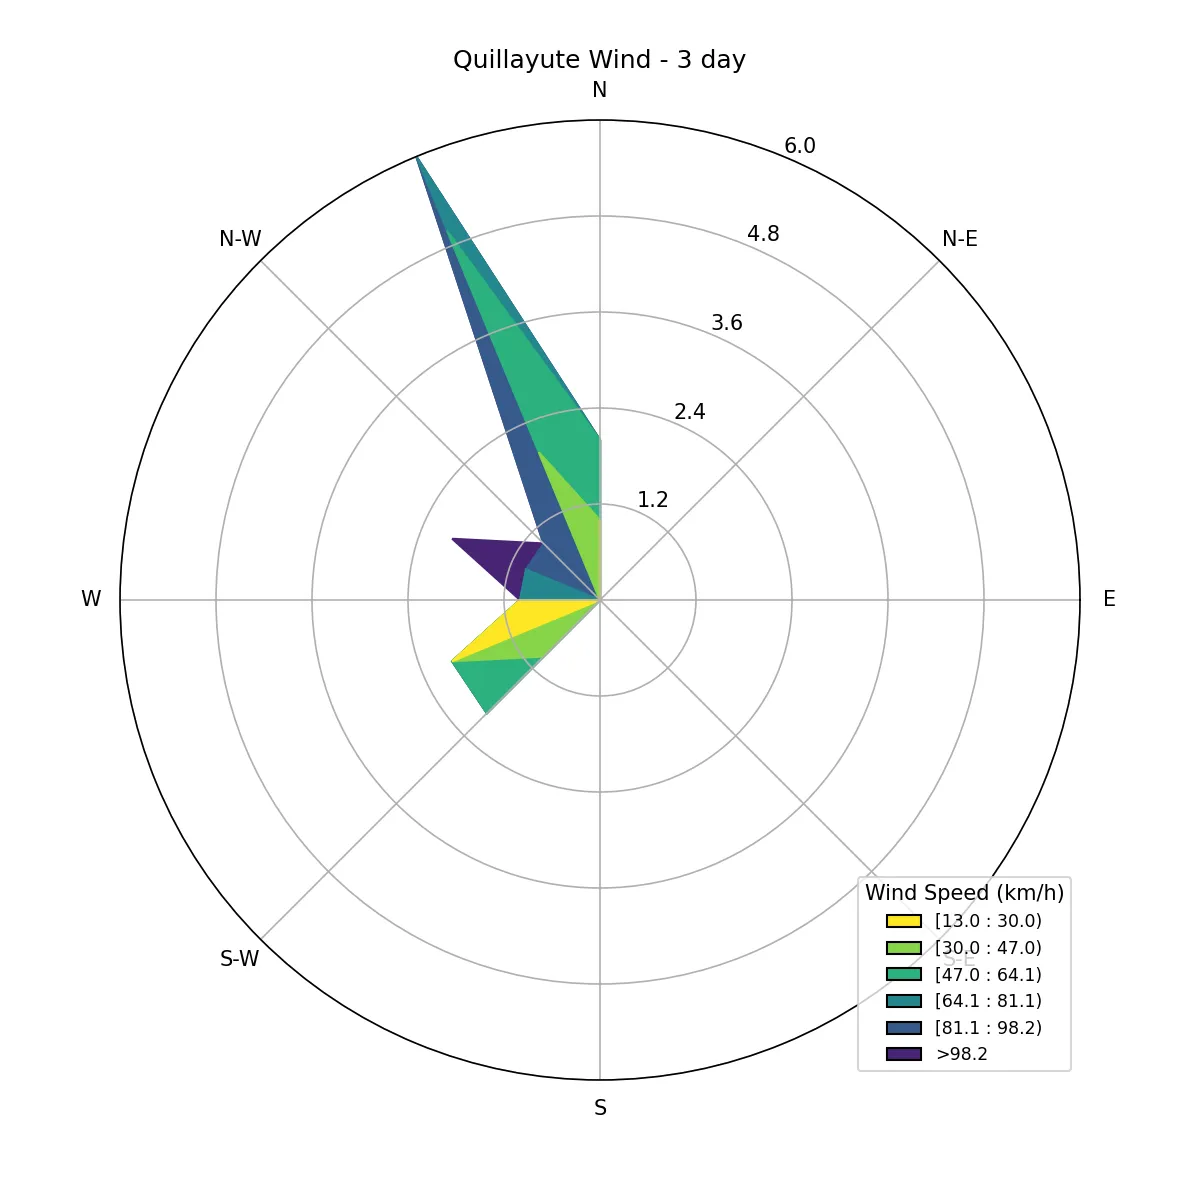 Quillayute Wind - 3 day
N
6.0
N-W
4.8
N-E
3.6
2.4
1.2
W
E
Wind Speed (km/h)
[13.0 : 30.0)
[30.0 : 47.0)
S-W
S-E
[47.0 : 64.1)
[64.1 : 81.1)
[81.1 : 98.2)
>98.2
S